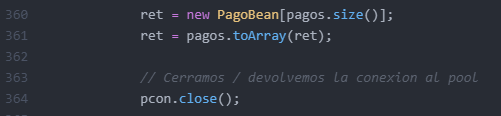 360 ret = new PagoBean[pagos.size()];
361 ret = pagos.toArray(ret);
362
363 // Cerramos / devolvemos la conexion al pool
364 pcon.close();